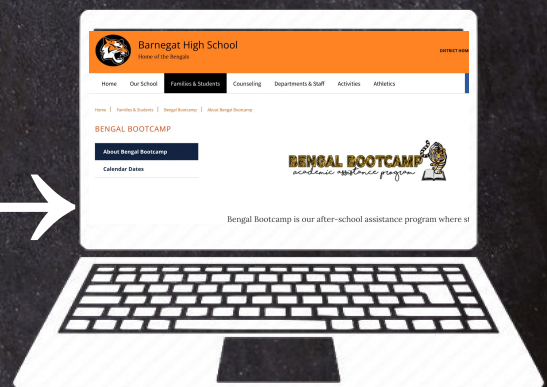 Barnegat High School
Home of the Bengals
DISTRICT HOM
Home Our School Families & Students Counseling Departments & Staff Activities Athletics
Home | Families & Students | Bengal Bootcamp | About Bengal Bootcamp
BENGAL BOOTCAMP
About Bengal Bootcamp
Calendar Dates
BENGAL BOOTCAMP
academic assistance program
Bengal Bootcamp is our after-school assistance program where st